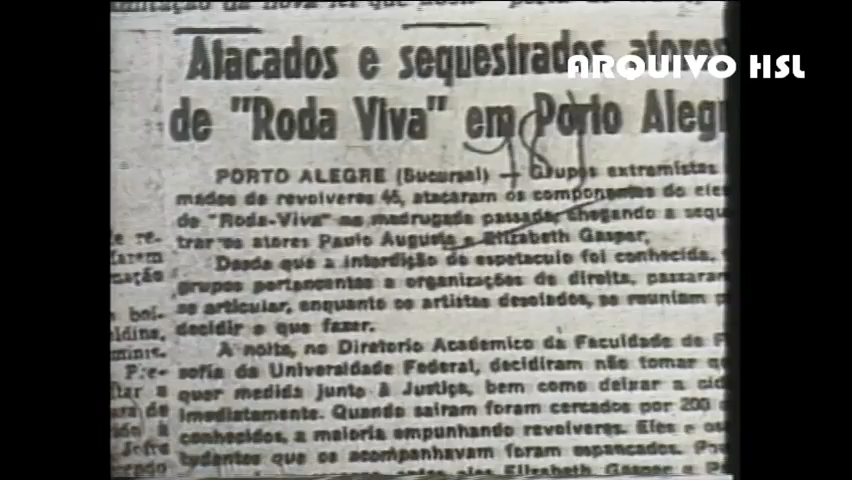 ARQUIVO HSL
Atacados e sequestrados atores
de "Roda Viva" em Porto Alegr
PORTO ALEGRE (Sucursal) — Grupos extremistas
mados de revolveres 45, atacaram os componentes do elen
de "Roda-Viva" na madrugada passada, chegando a sequ
trar os atores Paulo Augusto e Elizabeth Gasper,
Desde que a interdição do espetaculo foi conhecida,
grupos pertencentes a organizações de direita, passaram
se articular, enquanto os artistas desolados, se reuniam p
decidir o que fazer.
A noite, no Diretorio Academico da Faculdade de F
sofia da Universidade Federal, decidiram não tomar qu
quer medida junto à Justiça, bem como deixar a cid
imediatamente. Quando sairam foram cercados por 200 d
conhecidos, a maioria empunhando revolveres. Eles e os
tudantes que os acompanhavam foram espancados.
Elizabeth Gasper e P